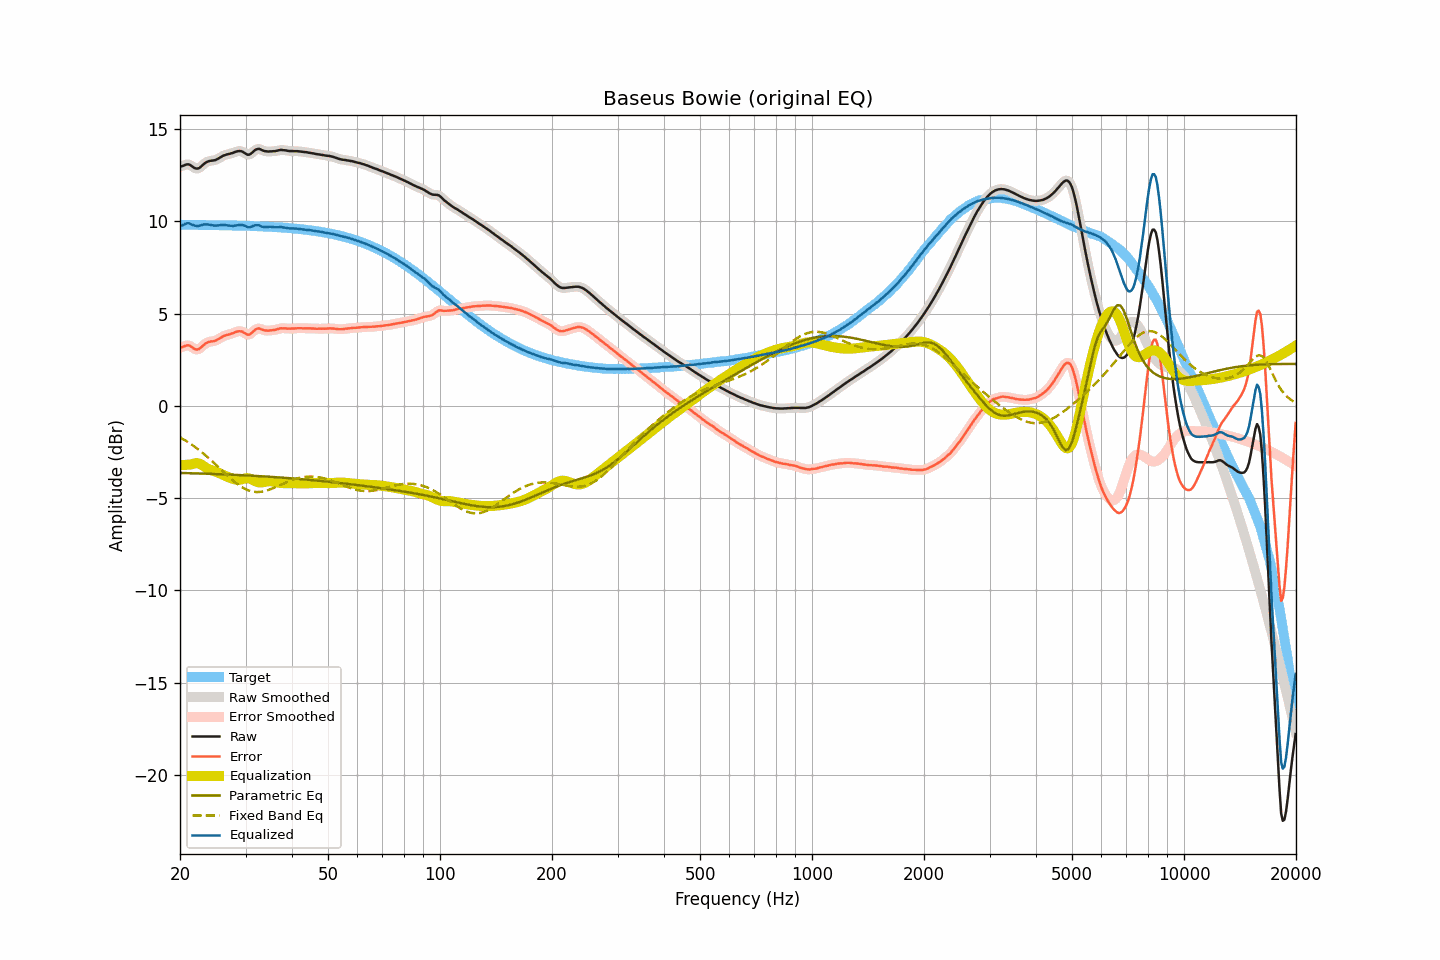 Baseus Bowie (original EQ)
15
10
5
0
−5
−10
−15
−20
Amplitude (dBr)
Target
Raw Smoothed
Error Smoothed
Raw
Error
Equalization
Parametric Eq
Fixed Band Eq
Equalized
20 50 100 200 500 1000 2000 5000 10000 20000
Frequency (Hz)